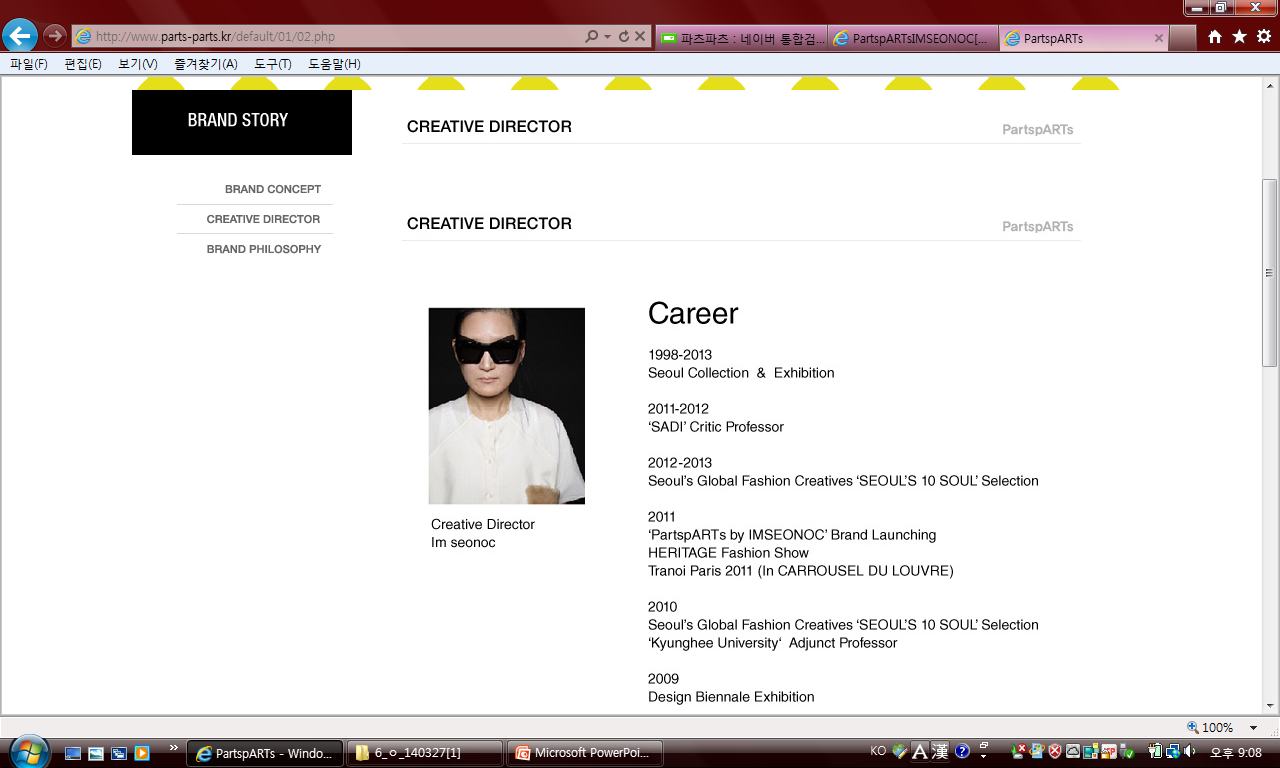 http://www.parts-parts.kr/default/01/02.php
파츠파츠 : 네이버 통합검...
PartspARTsIMSEONOC[...
PartspARTs
파일(F) 편집(E) 보기(V) 즐겨찾기(A) 도구(T) 도움말(H)
BRAND STORY
BRAND CONCEPT
CREATIVE DIRECTOR
BRAND PHILOSOPHY
CREATIVE DIRECTOR
PartspARTs
CREATIVE DIRECTOR
PartspARTs
Creative Director
Im seonoc
Career
1998-2013
Seoul Collection & Exhibition
2011-2012
‘SADI’ Critic Professor
2012-2013
Seoul’s Global Fashion Creatives ‘SEOUL’S 10 SOUL’ Selection
2011
‘PartspARTs by IMSEONOC’ Brand Launching
HERITAGE Fashion Show
Tranoi Paris 2011 (In CARROUSEL DU LOUVRE)
2010
Seoul’s Global Fashion Creatives ‘SEOUL’S 10 SOUL’ Selection
‘Kyunghee University‘ Adjunct Professor
2009
Design Biennale Exhibition
100%
PartspARTs - Windo...
6_ㅇ_140327[1]
Microsoft PowerPoi...
KO
A 漢
오후 9:08